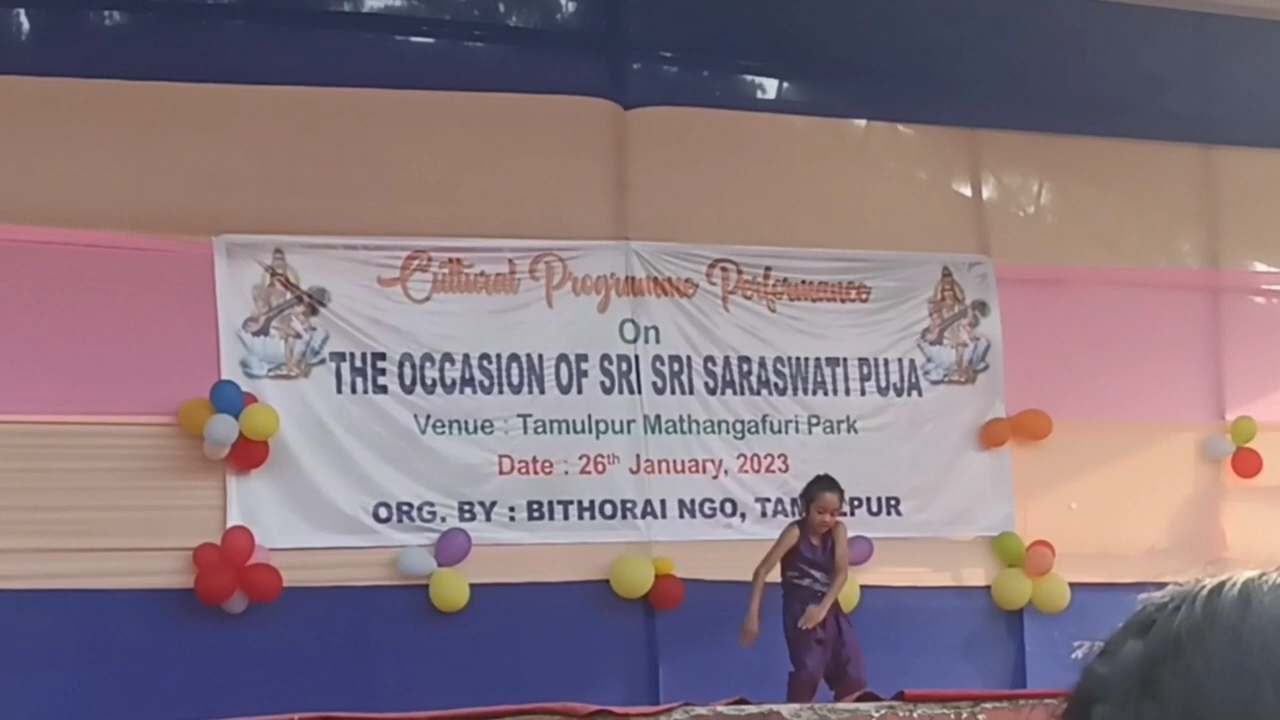 Cultural Programme Performance
On
THE OCCASION OF SRI SRI SARASWATI PUJA
Venue : Tamulpur Mathangafuri Park
Date : 26th January, 2023
ORG. BY : BITHORAI NGO,